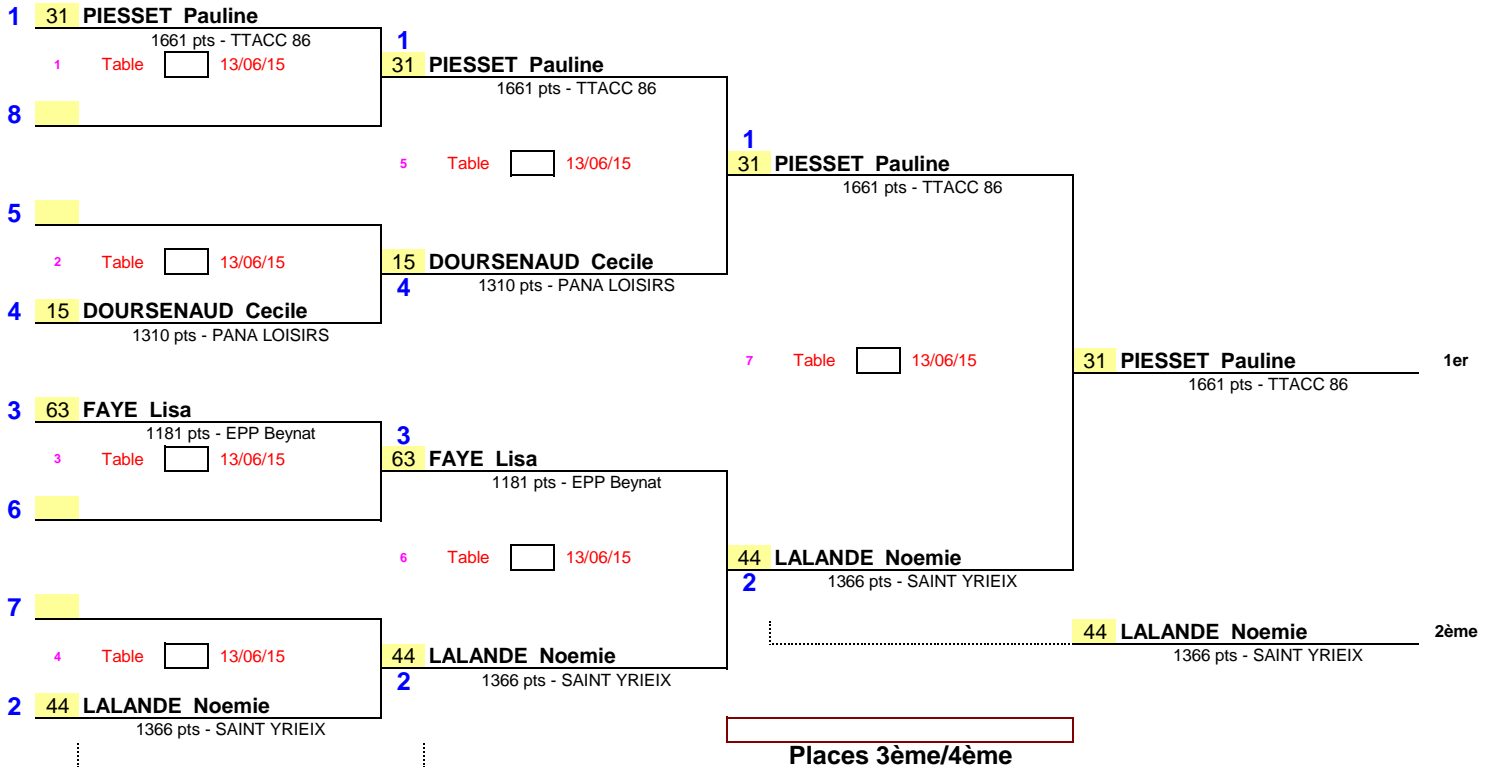 1 31 PIESSET Pauline
1661 pts - TTACC 86
1 Table 13/06/15
8
5
2 Table 13/06/15
4 15 DOURSENAUD Cecile
1310 pts - PANA LOISIRS
3 63 FAYE Lisa
1181 pts - EPP Beynat
3 Table 13/06/15
6
7
4 Table 13/06/15
2 44 LALANDE Noemie
1366 pts - SAINT YRIEIX
1
31 PIESSET Pauline
1661 pts - TTACC 86
5 Table 13/06/15
15 DOURSENAUD Cecile
4 1310 pts - PANA LOISIRS
3
63 FAYE Lisa
1181 pts - EPP Beynat
6 Table 13/06/15
44 LALANDE Noemie
2 1366 pts - SAINT YRIEIX
1
31 PIESSET Pauline
1661 pts - TTACC 86
7 Table 13/06/15
44 LALANDE Noemie
2 1366 pts - SAINT YRIEIX
31 PIESSET Pauline 1er
1661 pts - TTACC 86
44 LALANDE Noemie 2ème
1366 pts - SAINT YRIEIX
Places 3ème/4ème